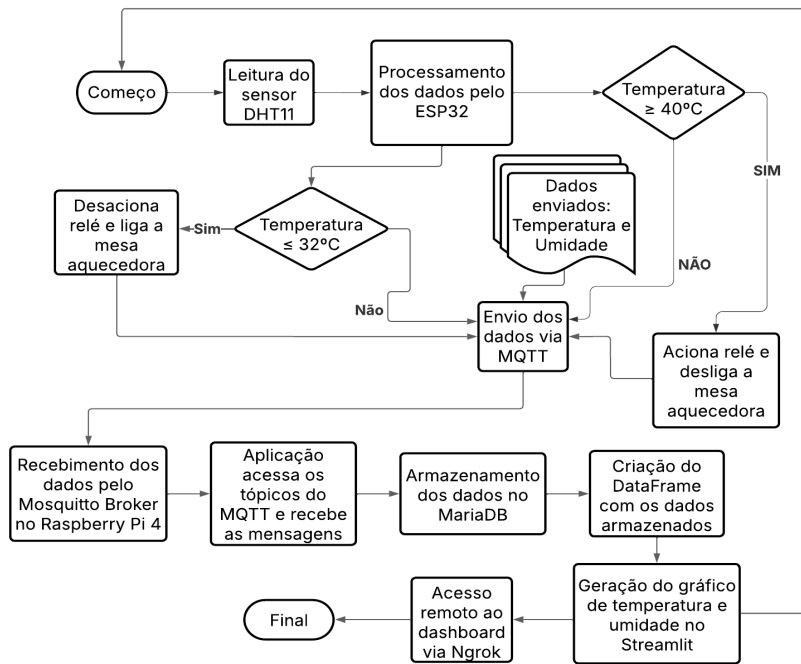 Começo
Leitura do
sensor
DHT11
Processamento
dos dados pelo
ESP32
Temperatura
≥ 40ºC
SIM
NÃO
Dados
enviados:
Temperatura e
Umidade
Temperatura
≤ 32ºC
Sim
Não
Desaciona
relé e liga a
mesa
aquecedora
Envio dos
dados via
MQTT
Aciona relé e
desliga a
mesa
aquecedora
Recebimento dos
dados pelo
Mosquitto Broker
no Raspberry Pi 4
Aplicação
acessa os
tópicos do
MQTT e recebe
as mensagens
Armazenamento
dos dados no
MariaDB
Criação do
DataFrame
com os dados
armazenados
Geração do gráfico
de temperatura e
umidade no
Streamlit
Acesso
remoto ao
dashboard
via Ngrok
Final